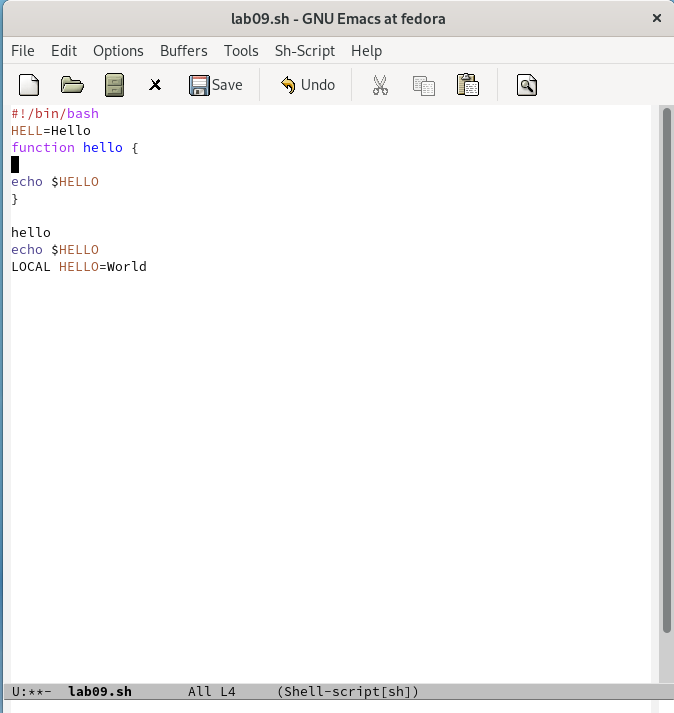 lab09.sh - GNU Emacs at fedora
File Edit Options Buffers Tools Sh-Script Help
Save Undo
#!/bin/bash
HELL=Hello
function hello {
echo $HELLO
}
hello
echo $HELLO
LOCAL HELLO=World
U:**- lab09.sh All L4 (Shell-script[sh])